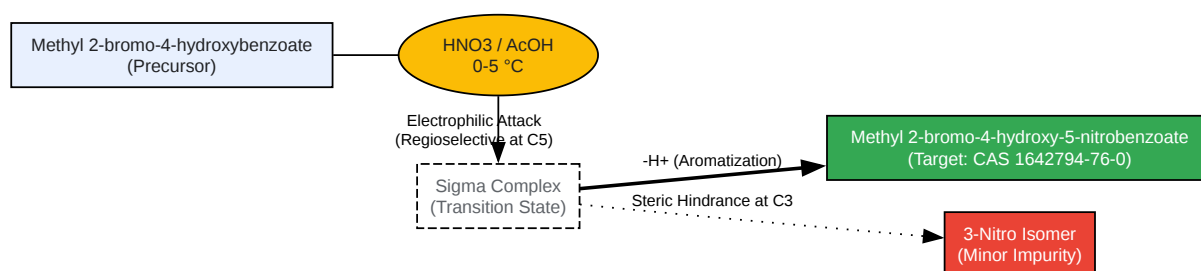 Methyl 2-bromo-4-hydroxybenzoate
(Precursor)
HNO3 / AcOH
0-5 °C
Electrophilic Attack
(Regioselective at C5)
Sigma Complex
(Transition State)
-H+ (Aromatization)
Steric Hindrance at C3
Methyl 2-bromo-4-hydroxy-5-nitrobenzoate
(Target: CAS 1642794-76-0)
3-Nitro Isomer
(Minor Impurity)